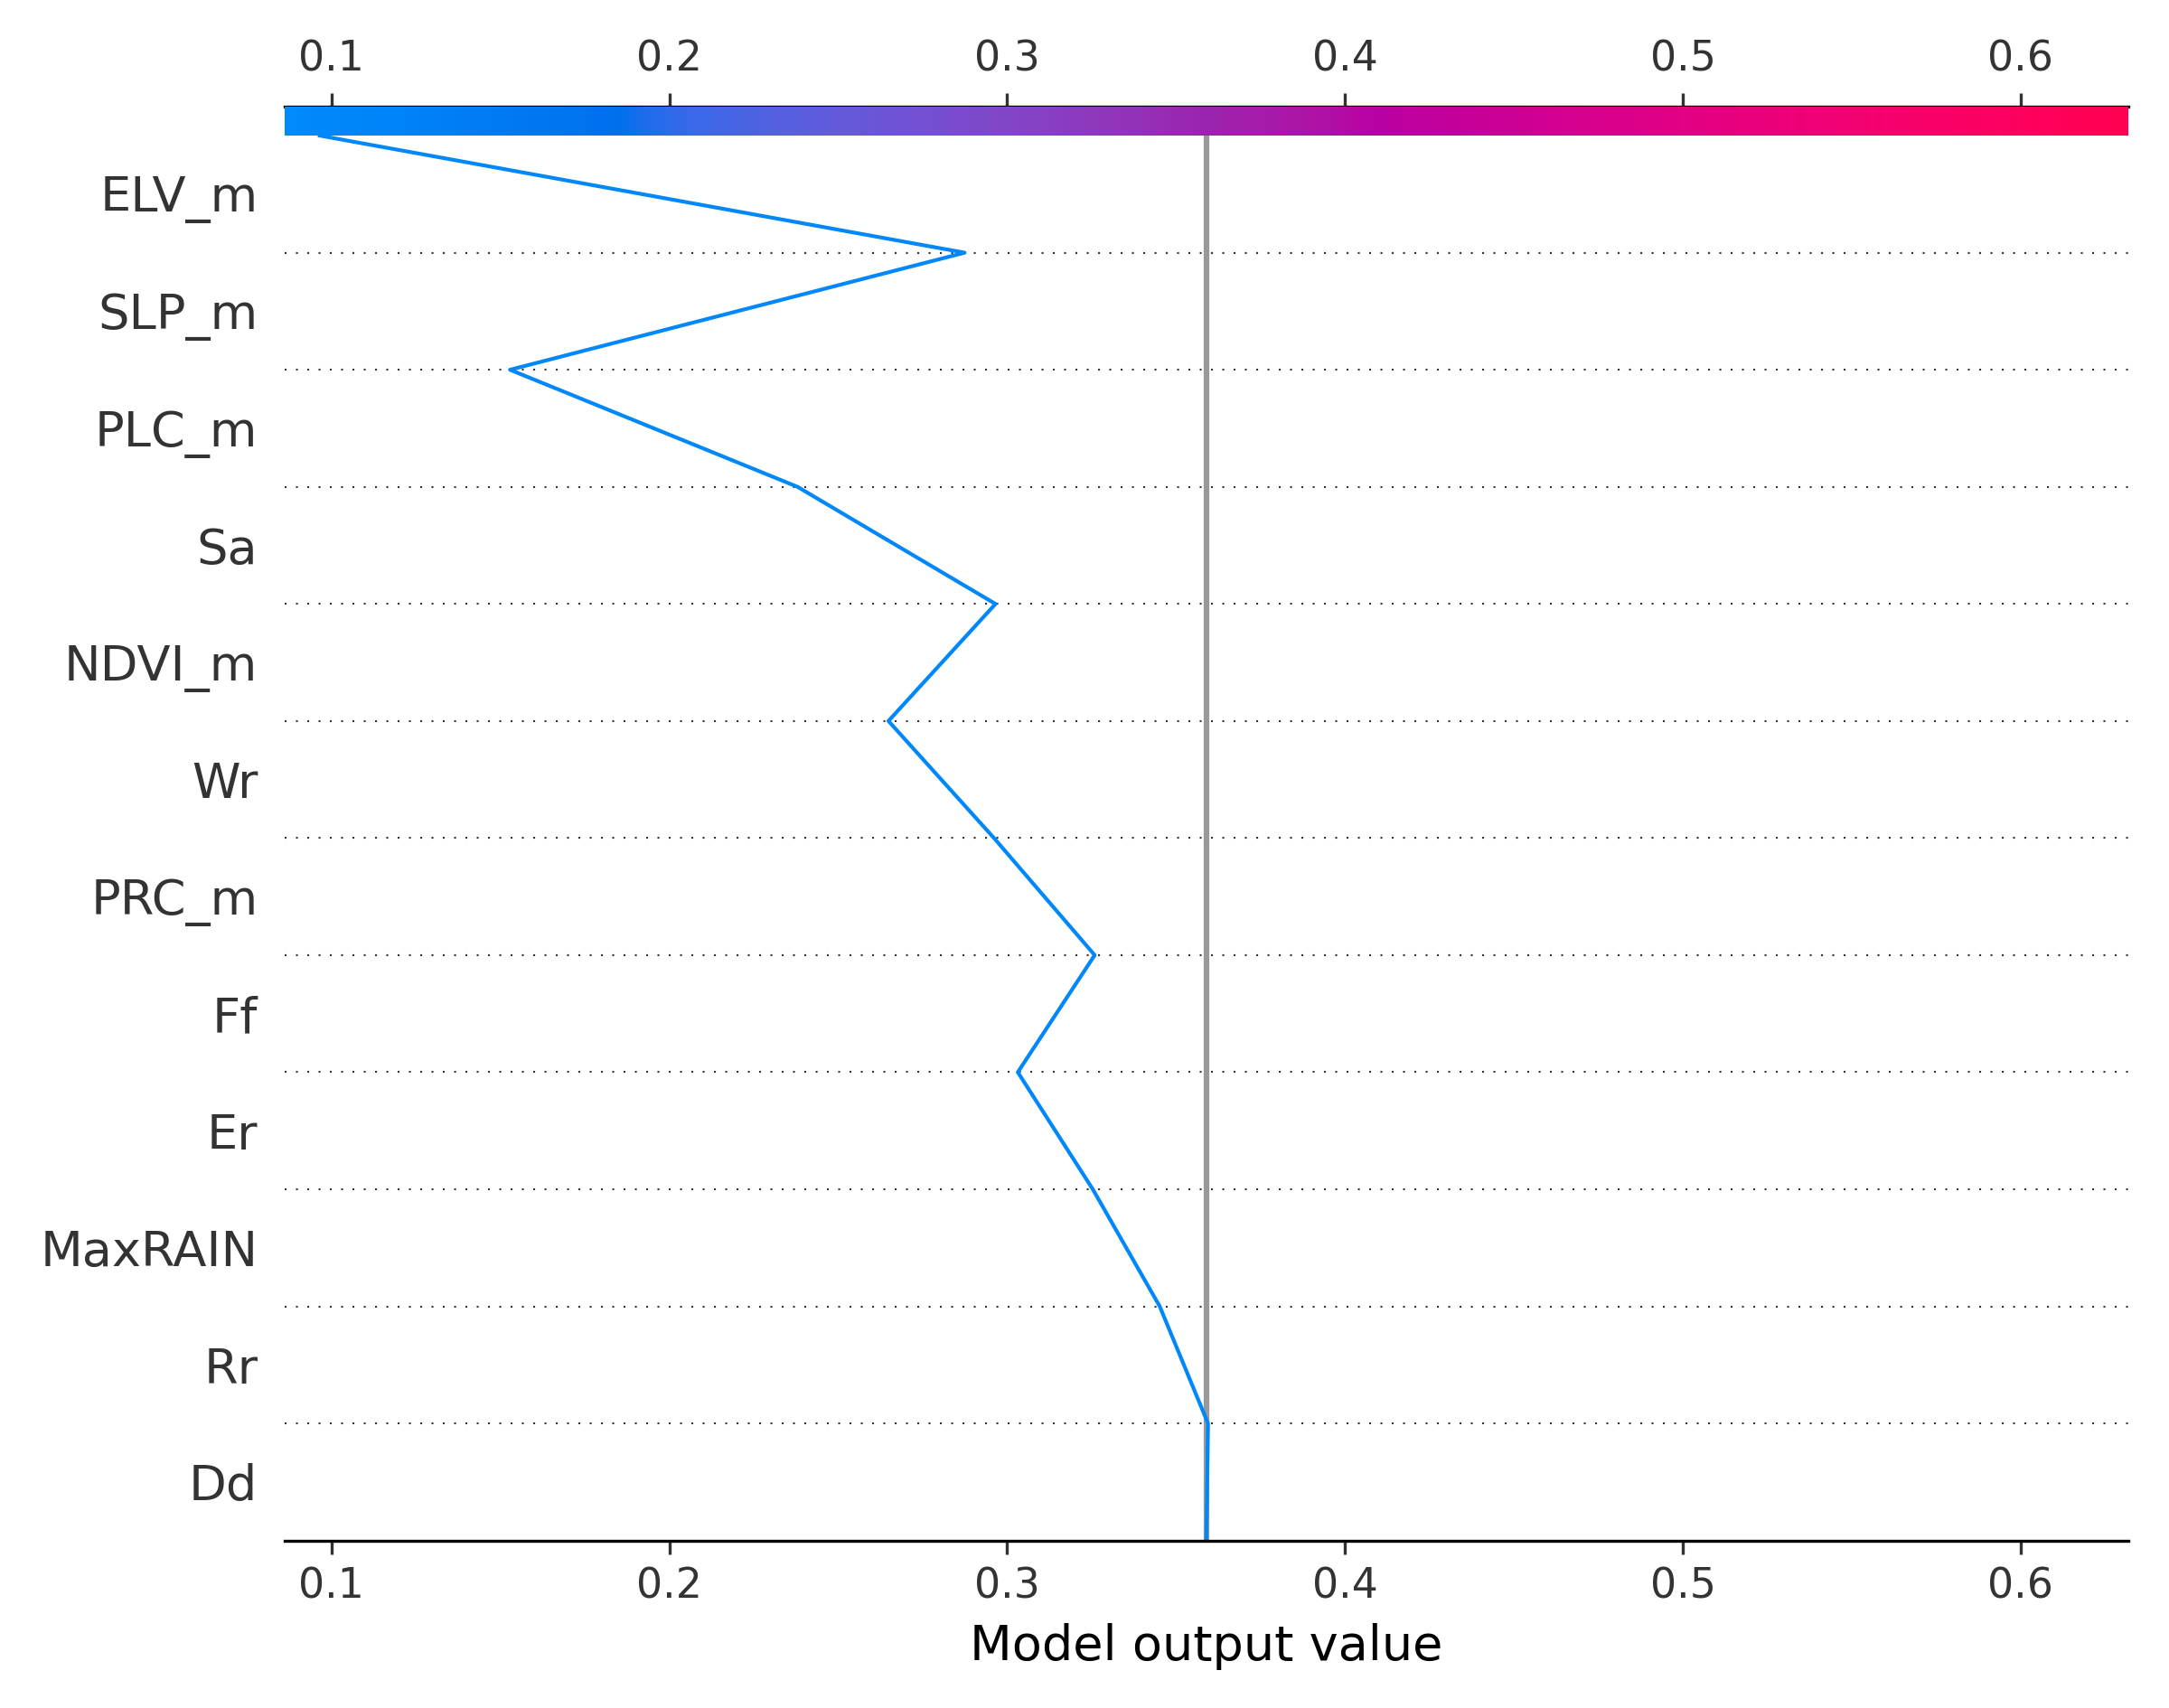 0.1 0.2 0.3 0.4 0.5 0.6
ELV_m
SLP_m
PLC_m
Sa
NDVI_m
Wr
PRC_m
Ff
Er
MaxRAIN
Rr
Dd
0.1 0.2 0.3 0.4 0.5 0.6
Model output value